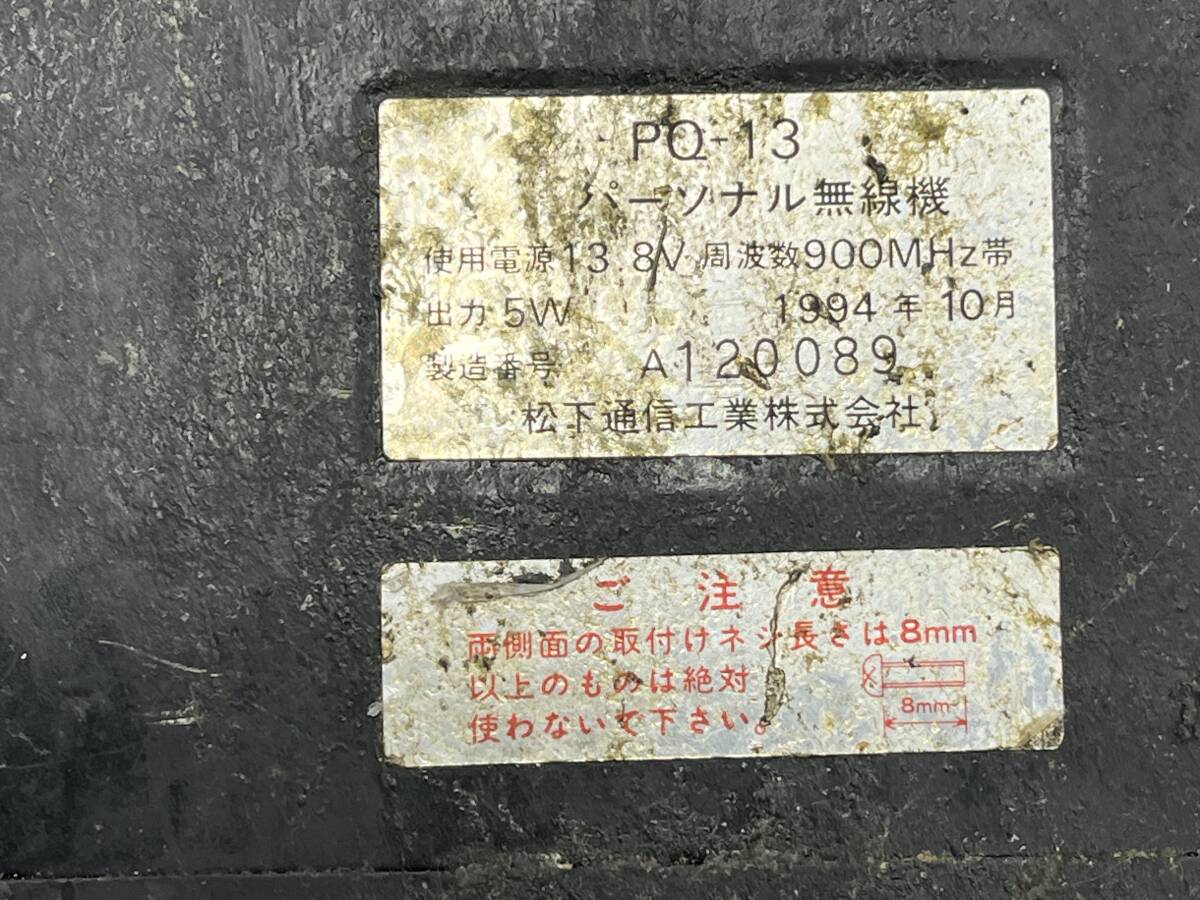 PQ-13
パーソナル無線機
使用電源13.8V 周波数900MHz帯
出力 5W 1994年 10月
製造番号 A120089
松下通信工業株式会社
ご注意
両側面の取付けネジ長さは8mm
以上のものは絶対
使わないで下さい。
8mm